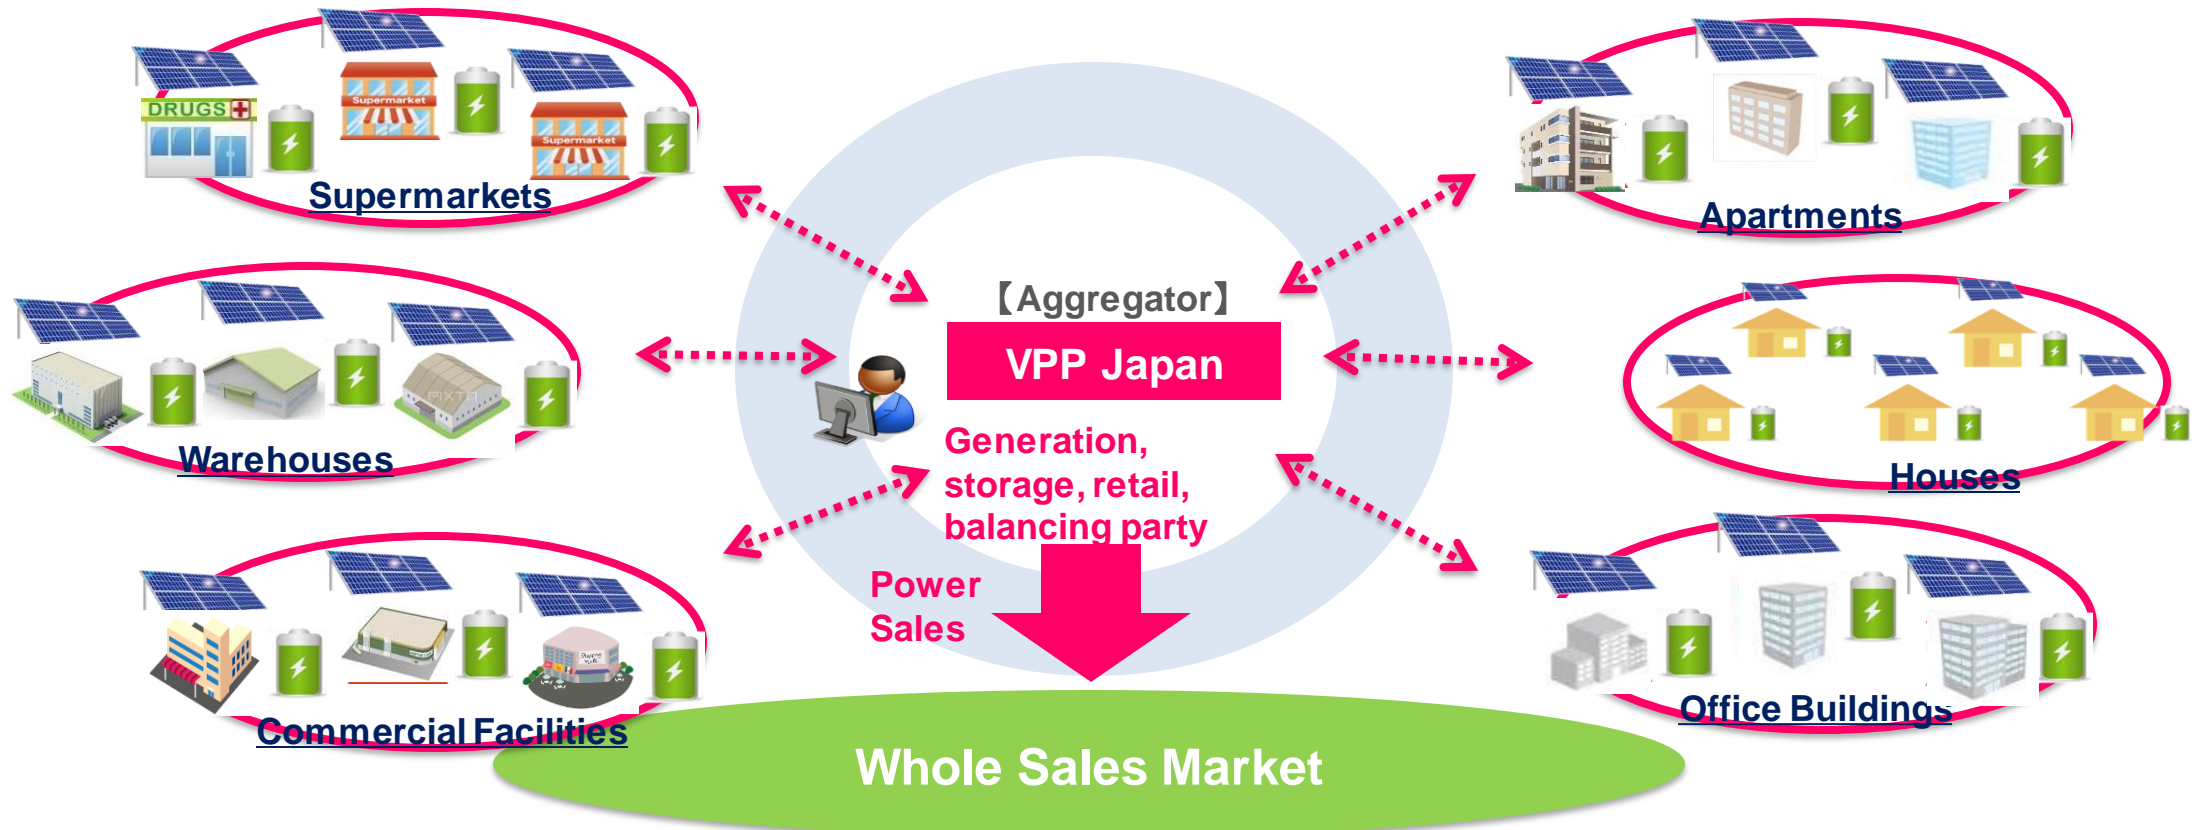 DRUGS
Supermarket
Supermarket
Supermarkets
Apartments
【Aggregator】
VPP Japan
Generation,
storage, retail,
balancing party
Warehouses
PIXTA
Houses
Power
Sales
Commercial Facilities
Office Buildings
Whole Sales Market